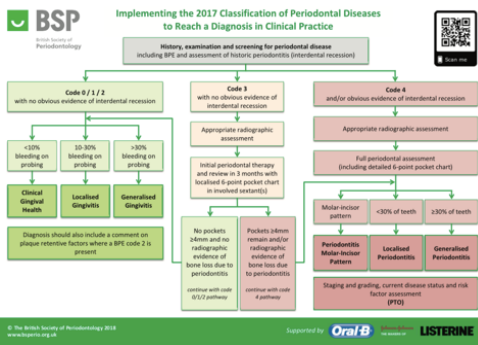 BSP
British Society of
Periodontology
Implementing the 2017 Classification of Periodontal Diseases
to Reach a Diagnosis in Clinical Practice
Scan me
History, examination and screening for periodontal disease
including BPE and assessment of historic periodontitis (interdental recession)
Code 0 / 1 / 2
with no obvious evidence of interdental recession
Code 3
with no obvious evidence of
interdental recession
Code 4
and/or obvious evidence of interdental recession
Appropriate radiographic
assessment
Appropriate radiographic assessment
<10%
bleeding on
probing
10-30%
bleeding on
probing
>30%
bleeding on
probing
Initial periodontal therapy
and review in 3 months with
localised 6-point pocket chart
in involved sextant(s)
Full periodontal assessment
(including detailed 6-point pocket chart)
Clinical
Gingival
Health
Localised
Gingivitis
Generalised
Gingivitis
Molar-incisor
pattern
<30% of teeth
≥30% of teeth
Diagnosis should also include a comment on
plaque retentive factors where a BPE code 2 is
present
No pockets
≥4mm and no
radiographic
evidence of
bone loss due to
periodontitis
continue with code
0/1/2 pathway
Pockets ≥4mm
remain and/or
radiographic
evidence of
bone loss due
to periodontitis
continue with code
4 pathway
Periodontitis
Molar-Incisor
Pattern
Localised
Periodontitis
Generalised
Periodontitis
Staging and grading, current disease status and risk
factor assessment
(PTO)
© The British Society of Periodontology 2018
www.bsperio.org.uk
Supported by
Oral-B
Johnson & Johnson
LISTERINE